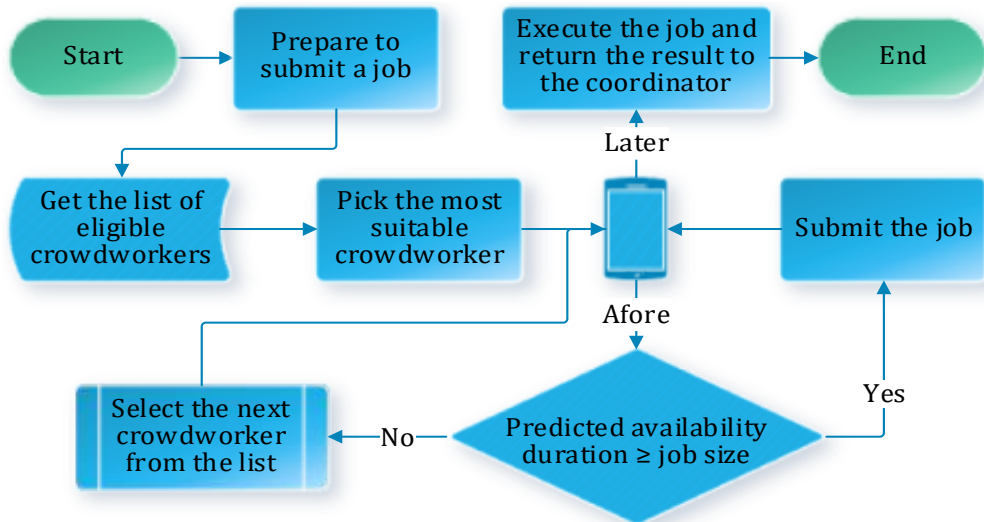 Start
Prepare to
submit a job
Execute the job and
return the result to
the coordinator
End
Later
Get the list of
eligible
crowdworkers
Pick the most
suitable
crowdworker
Submit the job
Afore
Yes
Select the next
crowdworker
from the list
No
Predicted availability
duration ≥ job size